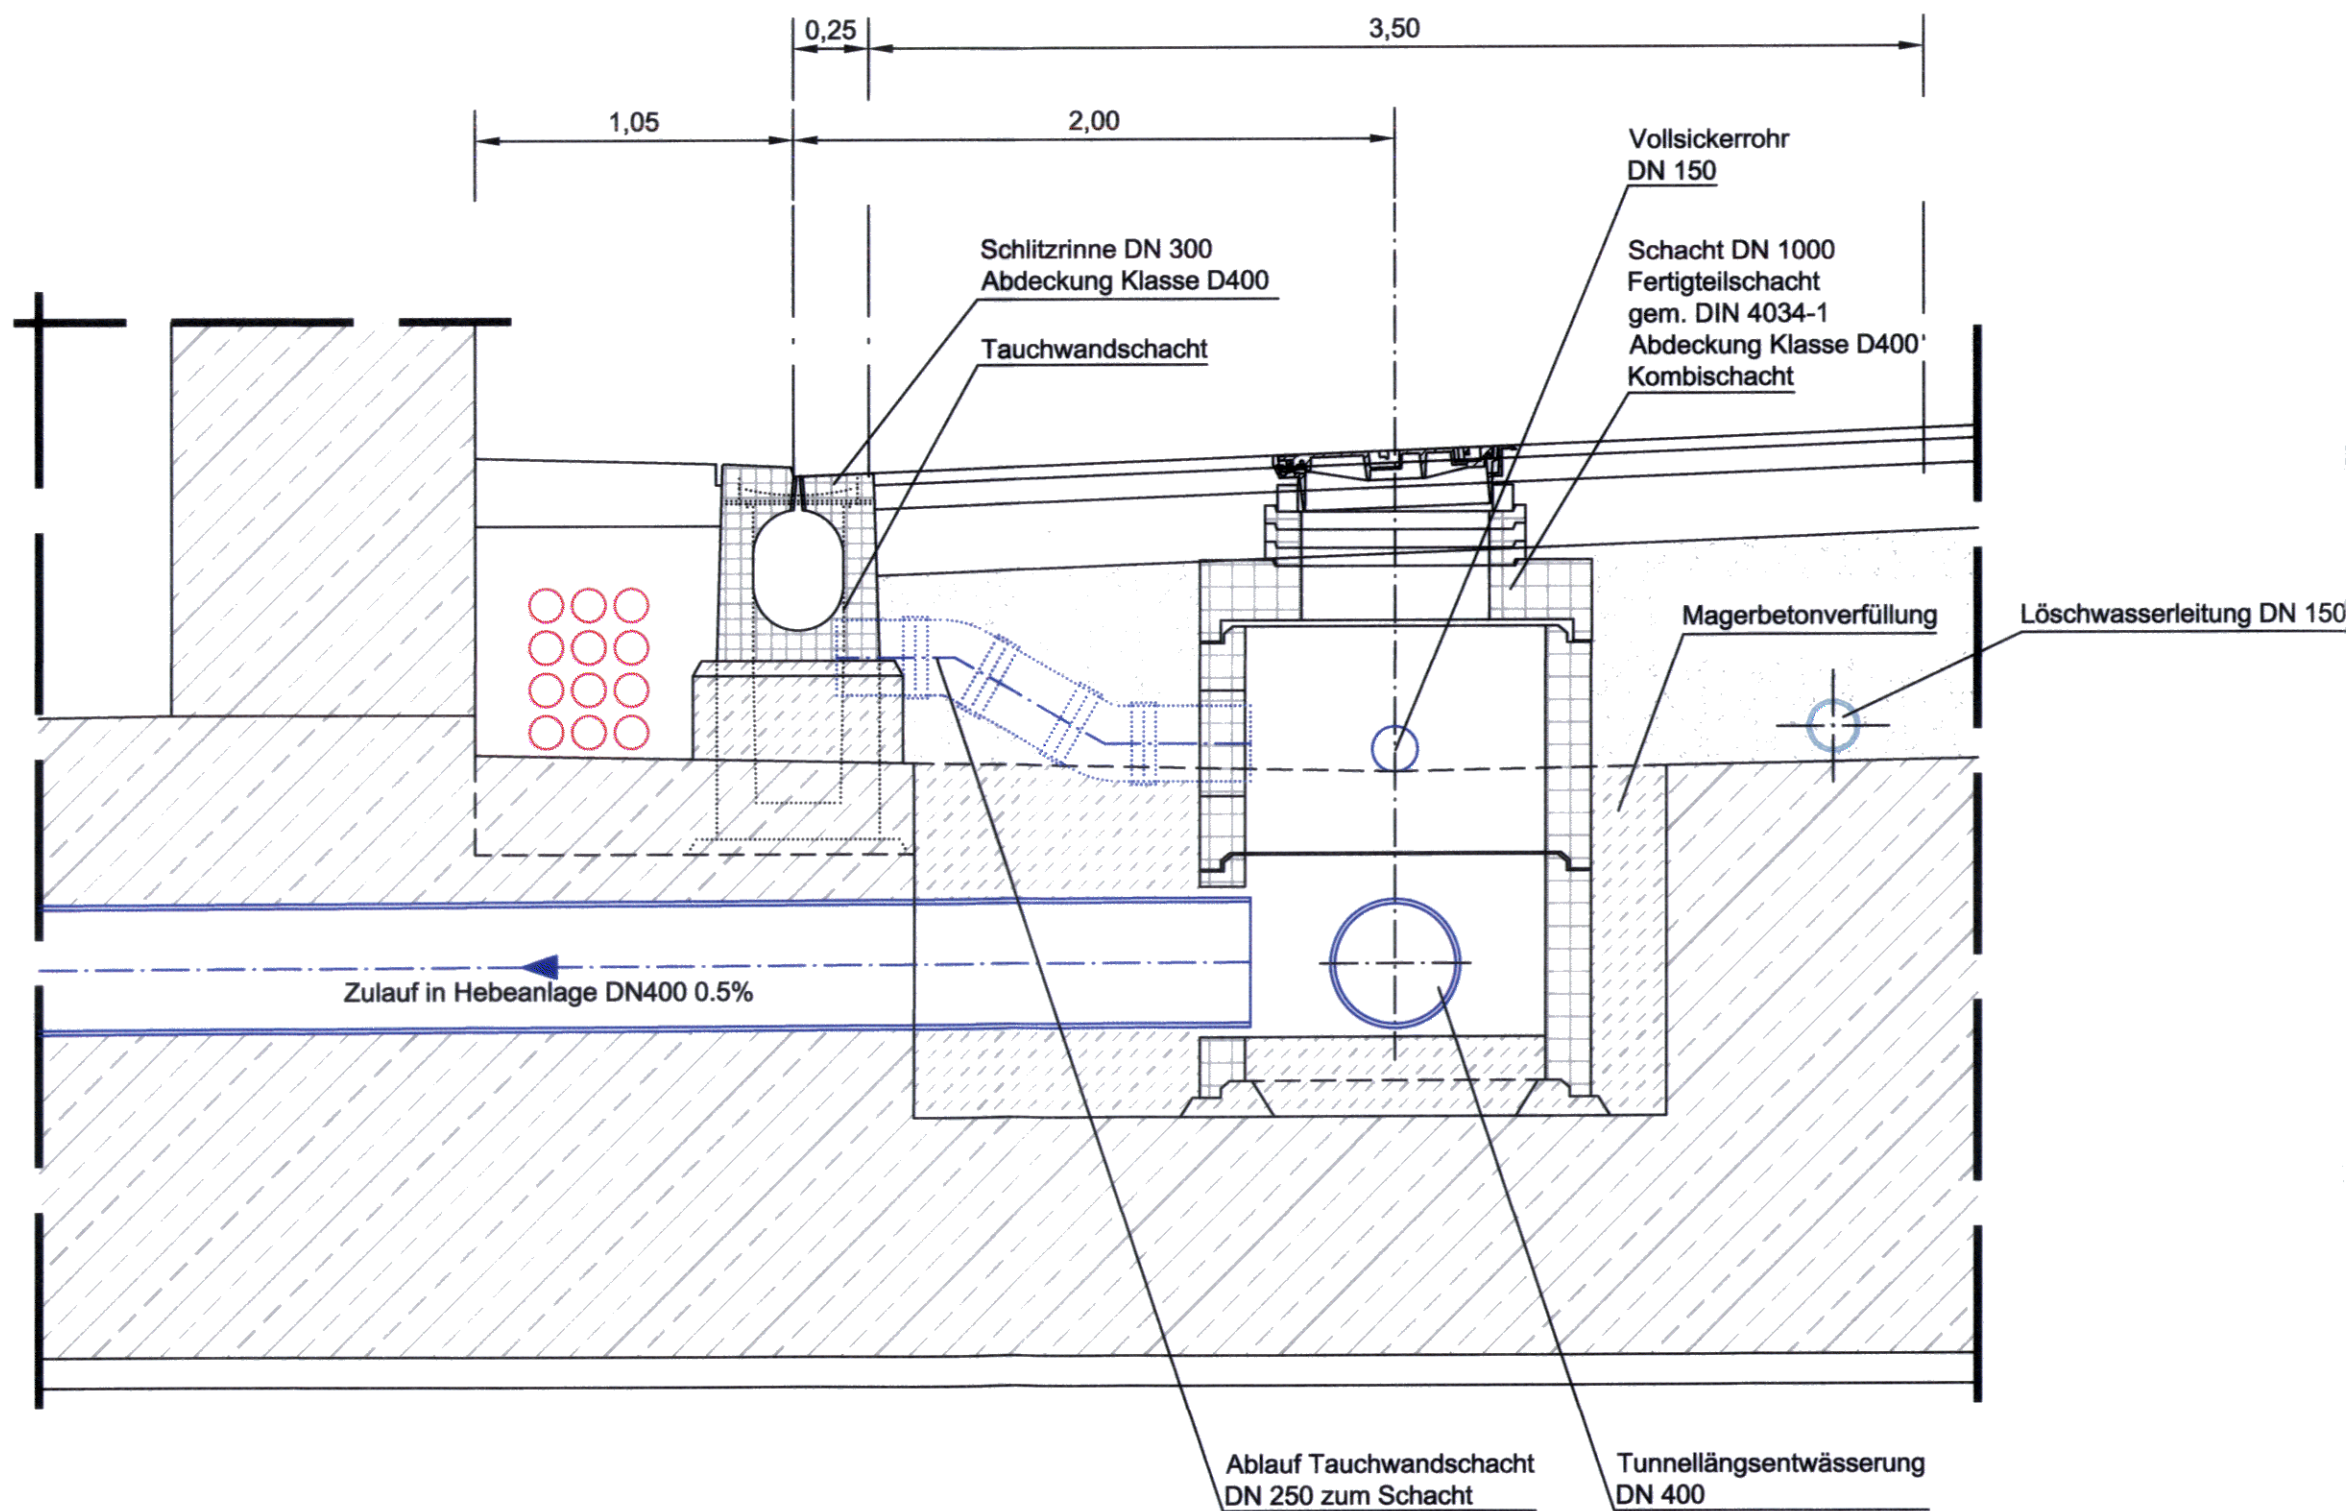 0,25
3,50
1,05
2,00
Vollsickerrohr
DN 150
Schlitzrinne DN 300
Abdeckung Klasse D400
Schacht DN 1000
Fertigteilschacht
gem. DIN 4034-1
Abdeckung Klasse D400
Kombischacht
Tauchwandschacht
Magerbetonverfüllung
Löschwasserleitung DN 150
Zulauf in Hebeanlage DN400 0.5%
Ablauf Tauchwandschacht
DN 250 zum Schacht
Tunnellängsentwässerung
DN 400